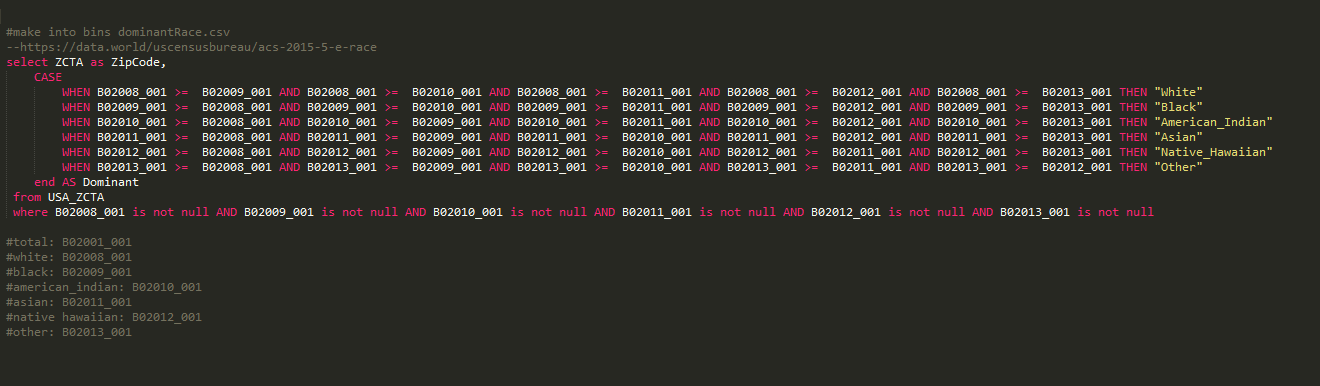 #make into bins dominantRace.csv
--https://data.world/uscensusbureau/acs-2015-5-e-race
select ZCTA as ZipCode,
    CASE
        WHEN B02008_001 >=  B02009_001 AND B02008_001 >=  B02010_001 AND B02008_001 >=  B02011_001 AND B02008_001 >=  B02012_001 AND B02008_001 >=  B02013_001 THEN "White"
        WHEN B02009_001 >=  B02008_001 AND B02009_001 >=  B02010_001 AND B02009_001 >=  B02011_001 AND B02009_001 >=  B02012_001 AND B02009_001 >=  B02013_001 THEN "Black"
        WHEN B02010_001 >=  B02008_001 AND B02010_001 >=  B02009_001 AND B02010_001 >=  B02011_001 AND B02010_001 >=  B02012_001 AND B02010_001 >=  B02013_001 THEN "American_Indian"
        WHEN B02011_001 >=  B02008_001 AND B02011_001 >=  B02009_001 AND B02011_001 >=  B02010_001 AND B02011_001 >=  B02012_001 AND B02011_001 >=  B02013_001 THEN "Asian"
        WHEN B02012_001 >=  B02008_001 AND B02012_001 >=  B02009_001 AND B02012_001 >=  B02010_001 AND B02012_001 >=  B02011_001 AND B02012_001 >=  B02013_001 THEN "Native_Hawaiian"
        WHEN B02013_001 >=  B02008_001 AND B02013_001 >=  B02009_001 AND B02013_001 >=  B02010_001 AND B02013_001 >=  B02011_001 AND B02013_001 >=  B02012_001 THEN "Other"
    end AS Dominant
 from USA_ZCTA
 where B02008_001 is not null AND B02009_001 is not null AND B02010_001 is not null AND B02011_001 is not null AND B02012_001 is not null AND B02013_001 is not null
#total: B02001_001
#white: B02008_001
#black: B02009_001
#american_indian: B02010_001
#asian: B02011_001
#native hawaiian: B02012_001
#other: B02013_001